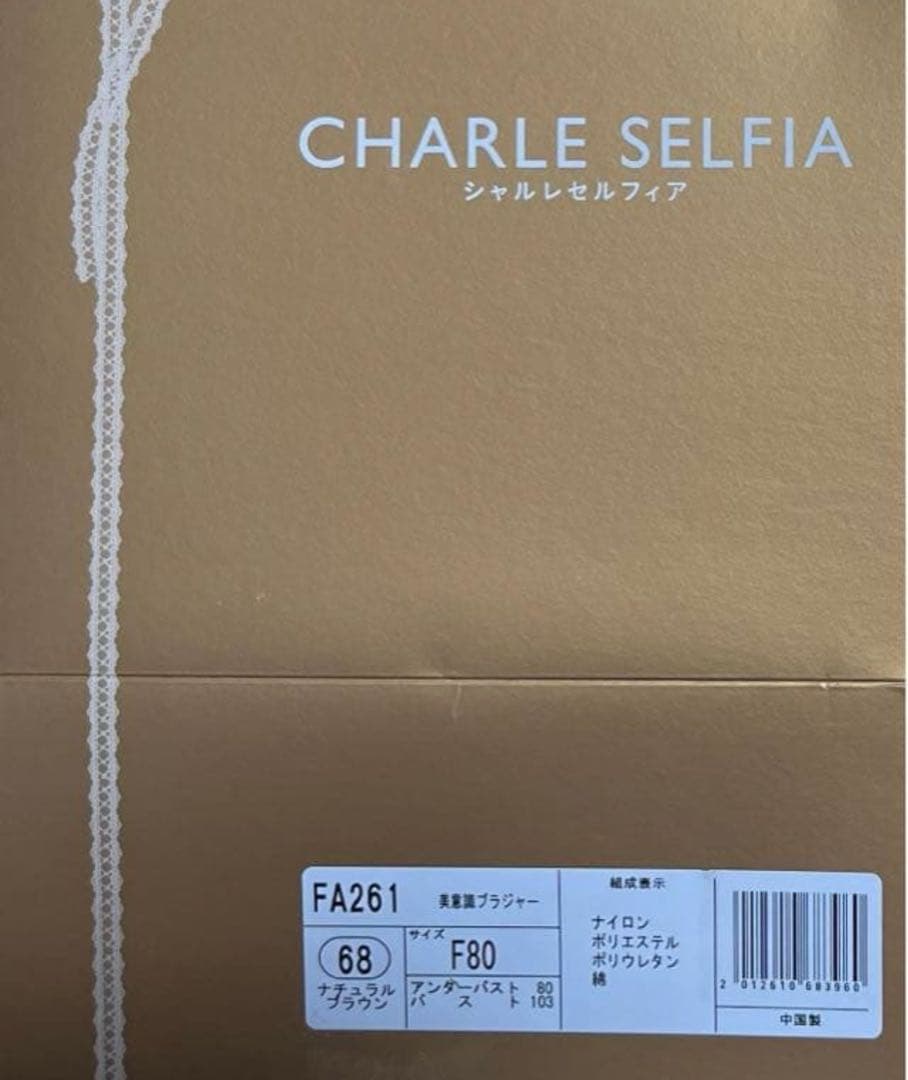 CHARLE SELFIA
シャルレセルフィア
FA261 美意識ブラジャー
68
ナチュラル
ブラウン
サイズ
F80
アンダーバスト 80
バスト 103
組成表示
ナイロン
ポリエステル
ポリウレタン
綿
2 012610 683960
中国製